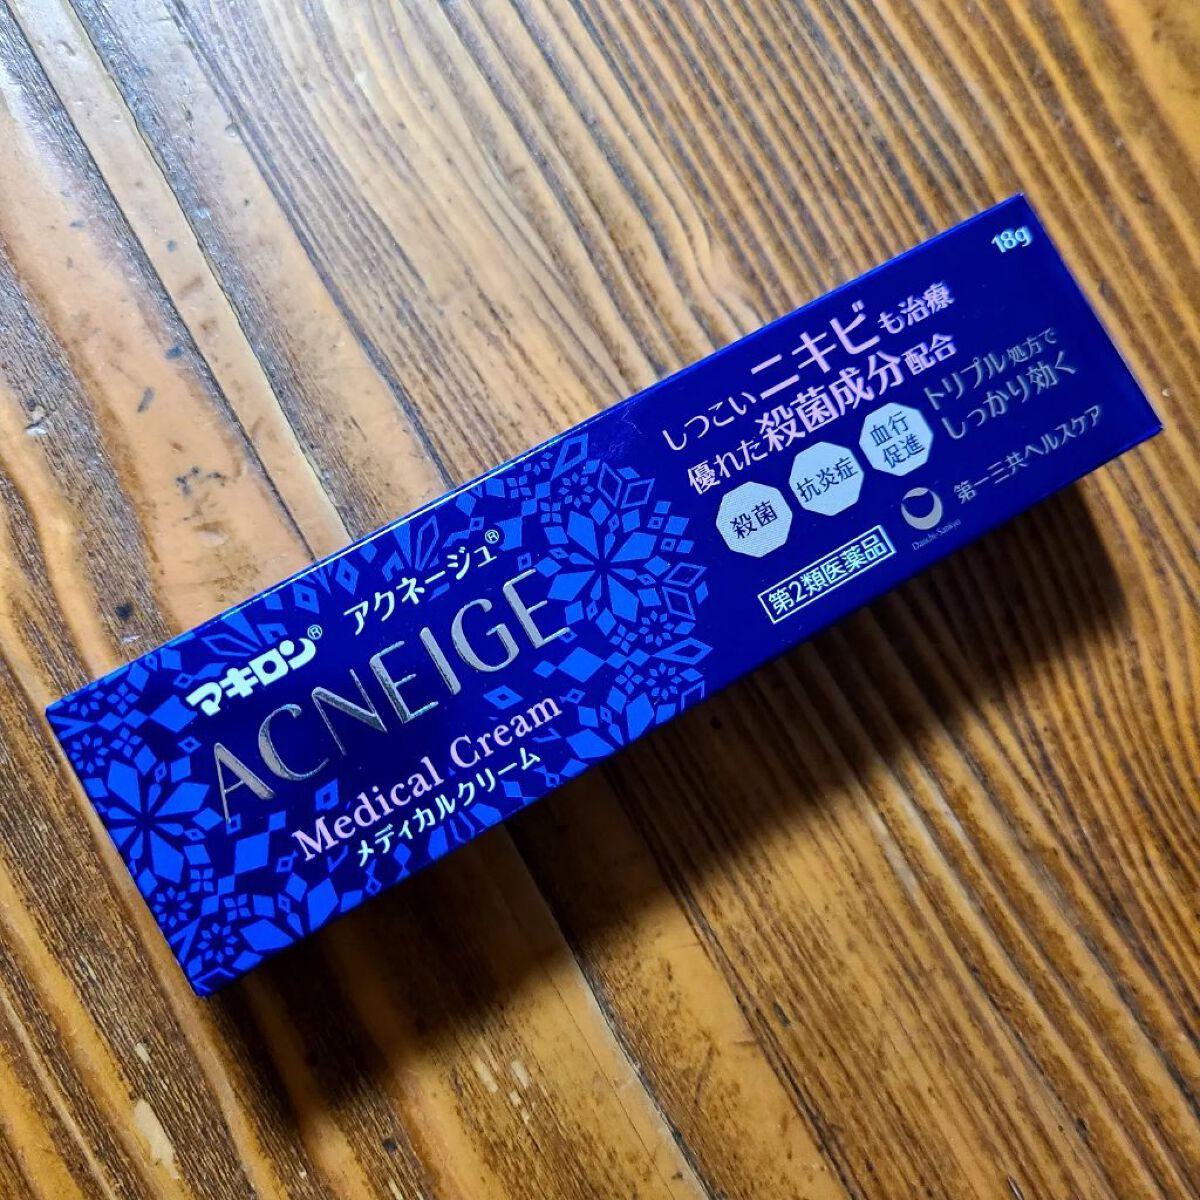 マキロン® アクネージュ®
ACNEIGE
Medical Cream
メディカルクリーム
18g
しつこいニキビも治療
優れた殺菌成分配合
殺菌
抗炎症
血行
促進
トリプル処方で
しっかり効く
第2類医薬品
Daiichi-Sankyo
第一三共ヘルスケア